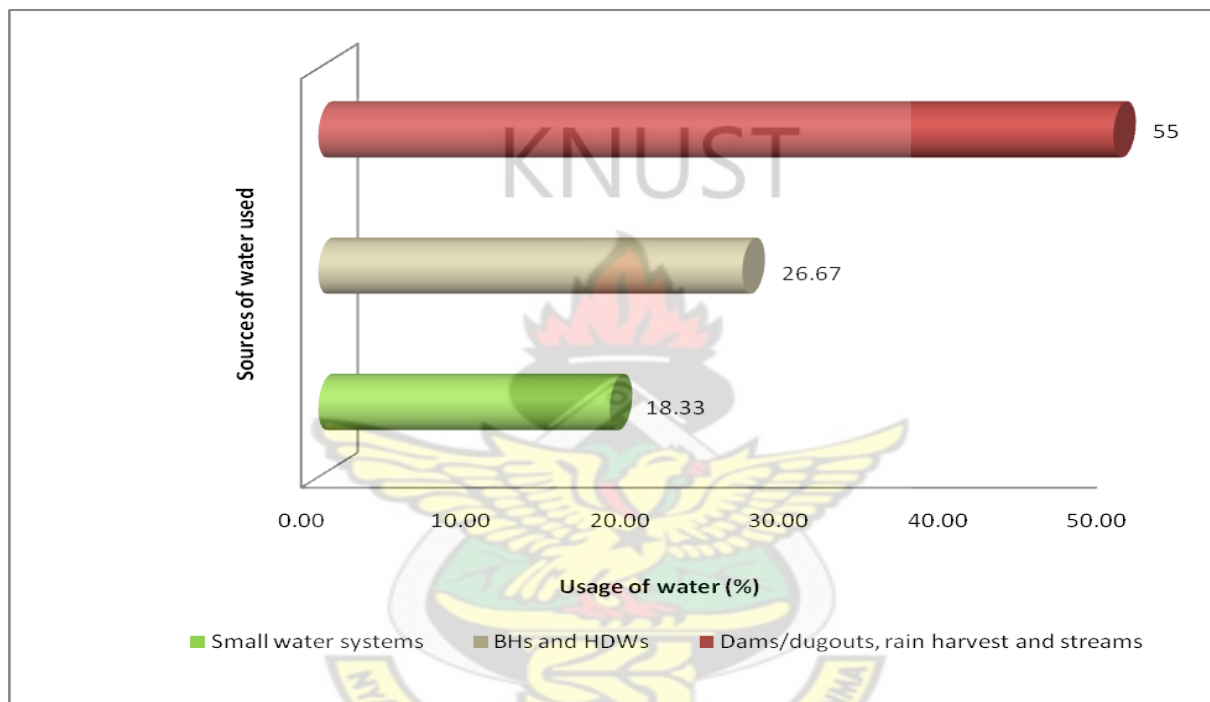 KNUST
55
Sources of water used
26.67
18.33
0.00 10.00 20.00 30.00 40.00 50.00
Usage of water (%)
Small water systems BHs and HDWs Dams/dugouts, rain harvest and streams